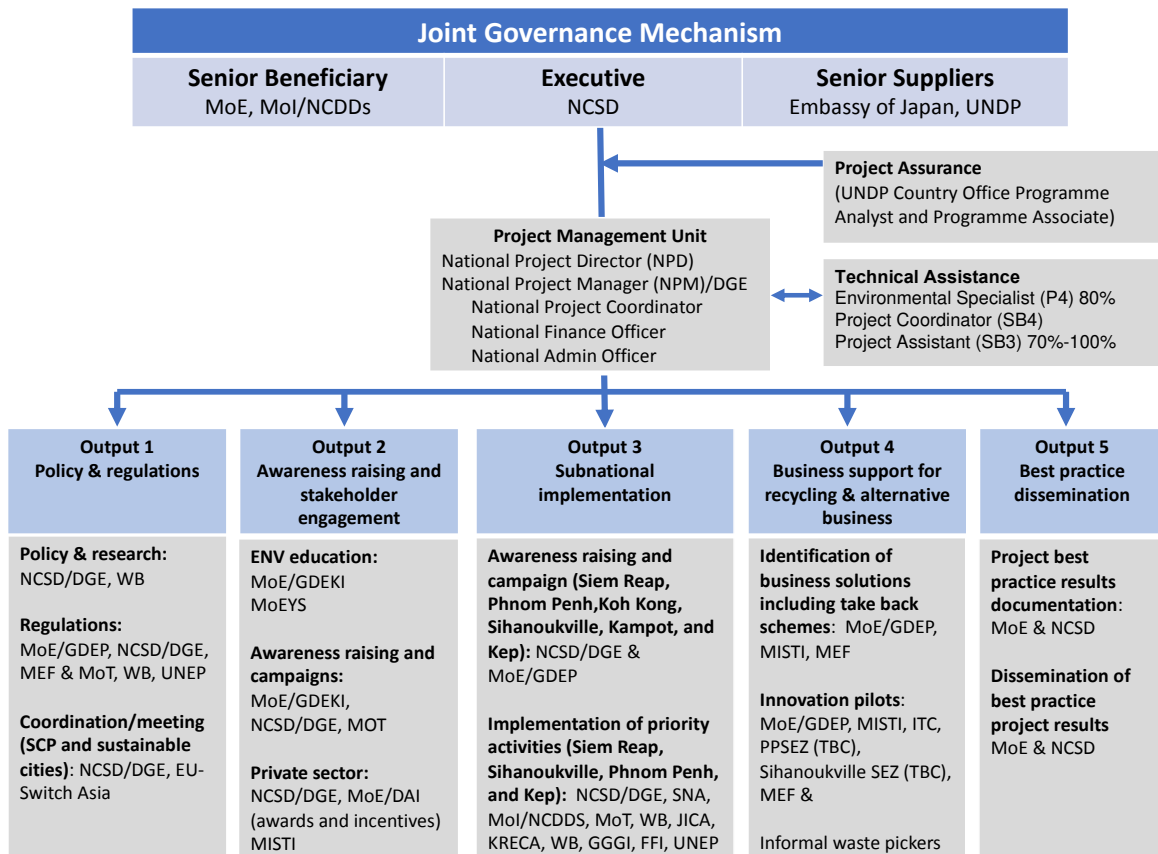 Joint Governance Mechanism
Senior Beneficiary
MoE, MoI/NCDDs
Executive
NCSD
Senior Suppliers
Embassy of Japan, UNDP
Project Assurance
(UNDP Country Office Programme
Analyst and Programme Associate)
Project Management Unit
National Project Director (NPD)
National Project Manager (NPM)/DGE
National Project Coordinator
National Finance Officer
National Admin Officer
Technical Assistance
Environmental Specialist (P4) 80%
Project Coordinator (SB4)
Project Assistant (SB3) 70%-100%
Output 1
Policy & regulations
Output 2
Awareness raising and
stakeholder
engagement
Output 3
Subnational
implementation
Output 4
Business support for
recycling & alternative
business
Output 5
Best practice
dissemination
Policy & research:
NCSD/DGE, WB
Regulations:
MoE/GDEP, NCSD/DGE,
MEF & MoT, WB, UNEP
Coordination/meeting
(SCP and sustainable
cities): NCSD/DGE, EU-
Switch Asia
ENV education:
MoE/GDEKI
MoEYS
Awareness raising and
campaigns:
MoE/GDEKI,
NCSD/DGE, MOT
Private sector:
NCSD/DGE, MoE/DAI
(awards and incentives)
MISTI
Awareness raising and
campaign (Siem Reap,
Phnom Penh,Koh Kong,
Sihanoukville, Kampot, and
Kep): NCSD/DGE &
MoE/GDEP
Implementation of priority
activities (Siem Reap,
Sihanoukville, Phnom Penh,
and Kep): NCSD/DGE, SNA,
MoI/NCDDS, MoT, WB, JICA,
KRECA, WB, GGGI, FFI, UNEP
Identification of
business solutions
including take back
schemes: MoE/GDEP,
MISTI, MEF
Innovation pilots:
MoE/GDEP, MISTI, ITC,
PPSEZ (TBC),
Sihanoukville SEZ (TBC),
MEF &
Informal waste pickers
Project best
practice results
documentation:
MoE & NCSD
Dissemination of
best practice
project results
MoE & NCSD